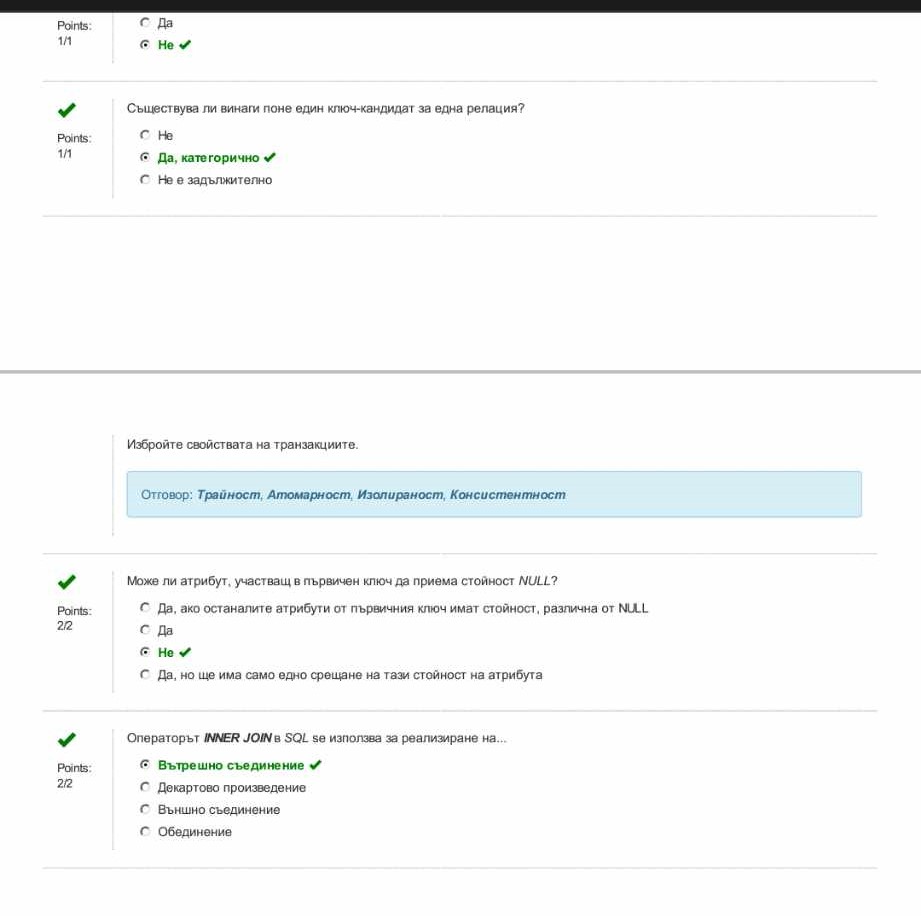 Points:
1/1
Да
Не
Съществува ли винаги поне един ключ-кандидат за една релация?
Points:
1/1
Не
Да, категорично
Не е задължително
Избройте свойствата на транзакциите.
Отговор: Трайност, Атомарност, Изолираност, Консистентност
Може ли атрибут, участващ в първичен ключ да приема стойност NULL?
Points:
2/2
Да, ако останалите атрибути от първичния ключ имат стойност, различна от NULL
Да
Не
Да, но ще има само едно срещане на тази стойност на атрибута
Операторът INNER JOIN в SQL se използва за реализиране на...
Points:
2/2
Вътрешно съединение
Декартово произведение
Външно съединение
Обединение